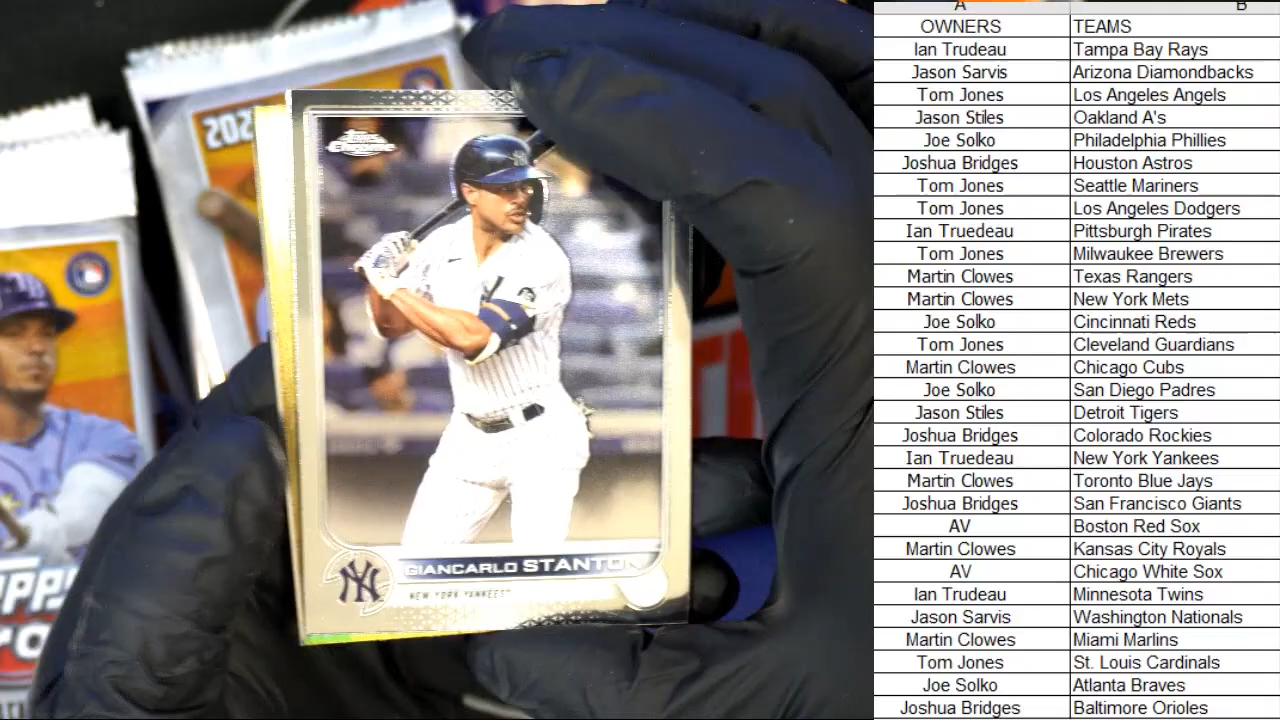 A B
OWNERS TEAMS
Ian Trudeau Tampa Bay Rays
Jason Sarvis Arizona Diamondbacks
Tom Jones Los Angeles Angels
Jason Stiles Oakland A's
Joe Solko Philadelphia Phillies
Joshua Bridges Houston Astros
Tom Jones Seattle Mariners
Tom Jones Los Angeles Dodgers
Ian Truedeau Pittsburgh Pirates
Tom Jones Milwaukee Brewers
Martin Clowes Texas Rangers
Martin Clowes New York Mets
Joe Solko Cincinnati Reds
Tom Jones Cleveland Guardians
Martin Clowes Chicago Cubs
Joe Solko San Diego Padres
Jason Stiles Detroit Tigers
Joshua Bridges Colorado Rockies
Ian Truedeau New York Yankees
Martin Clowes Toronto Blue Jays
Joshua Bridges San Francisco Giants
AV Boston Red Sox
Martin Clowes Kansas City Royals
AV Chicago White Sox
Ian Trudeau Minnesota Twins
Jason Sarvis Washington Nationals
Martin Clowes Miami Marlins
Tom Jones St. Louis Cardinals
Joe Solko Atlanta Braves
Joshua Bridges Baltimore Orioles
202
CHROME
NY
GIANCARLO STANTON
NY NEW YORK YANKEES